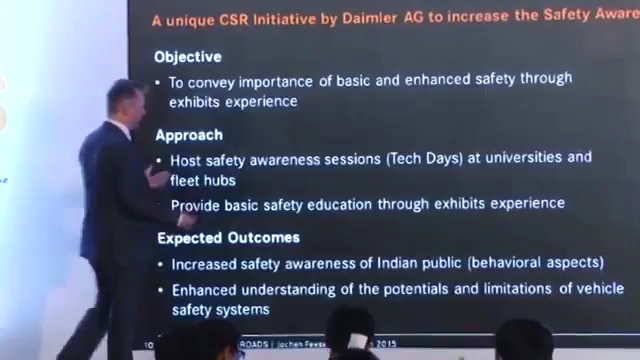 A unique CSR Initiative by Daimler AG to increase the Safety Aware
Objective
• To convey importance of basic and enhanced safety through
exhibits experience
Approach
• Host safety awareness sessions (Tech Days) at universities and
fleet hubs
Provide basic safety education through exhibits experience
Expected Outcomes
• Increased safety awareness of Indian public (behavioral aspects)
• Enhanced understanding of the potentials and limitations of vehicle
safety systems
10 ROADS | Jochen 2015